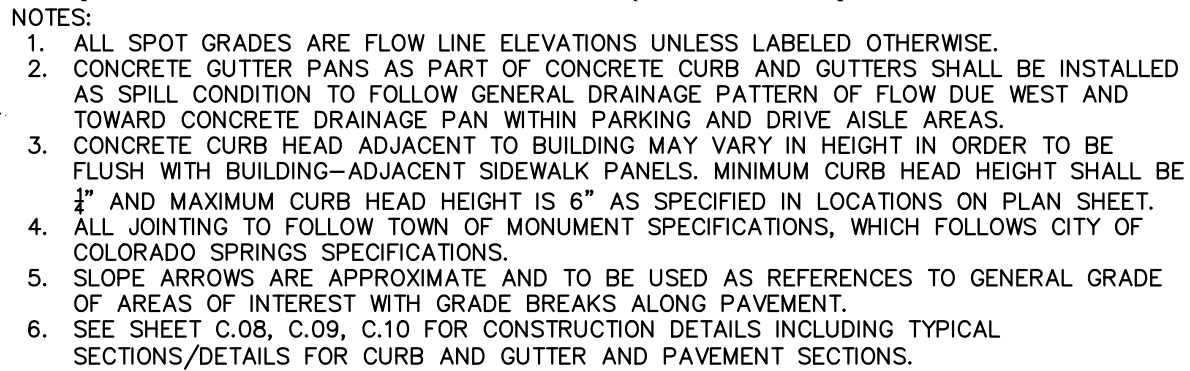 NOTES:
1. ALL SPOT GRADES ARE FLOW LINE ELEVATIONS UNLESS LABELED OTHERWISE.
2. CONCRETE GUTTER PANS AS PART OF CONCRETE CURB AND GUTTERS SHALL BE INSTALLED
AS SPILL CONDITION TO FOLLOW GENERAL DRAINAGE PATTERN OF FLOW DUE WEST AND
TOWARD CONCRETE DRAINAGE PAN WITHIN PARKING AND DRIVE AISLE AREAS.
3. CONCRETE CURB HEAD ADJACENT TO BUILDING MAY VARY IN HEIGHT IN ORDER TO BE
FLUSH WITH BUILDING-ADJACENT SIDEWALK PANELS. MINIMUM CURB HEAD HEIGHT SHALL BE
1/4" AND MAXIMUM CURB HEAD HEIGHT IS 6" AS SPECIFIED IN LOCATIONS ON PLAN SHEET.
4. ALL JOINTING TO FOLLOW TOWN OF MONUMENT SPECIFICATIONS, WHICH FOLLOWS CITY OF
COLORADO SPRINGS SPECIFICATIONS.
5. SLOPE ARROWS ARE APPROXIMATE AND TO BE USED AS REFERENCES TO GENERAL GRADE
OF AREAS OF INTEREST WITH GRADE BREAKS ALONG PAVEMENT.
6. SEE SHEET C.08, C.09, C.10 FOR CONSTRUCTION DETAILS INCLUDING TYPICAL
SECTIONS/DETAILS FOR CURB AND GUTTER AND PAVEMENT SECTIONS.